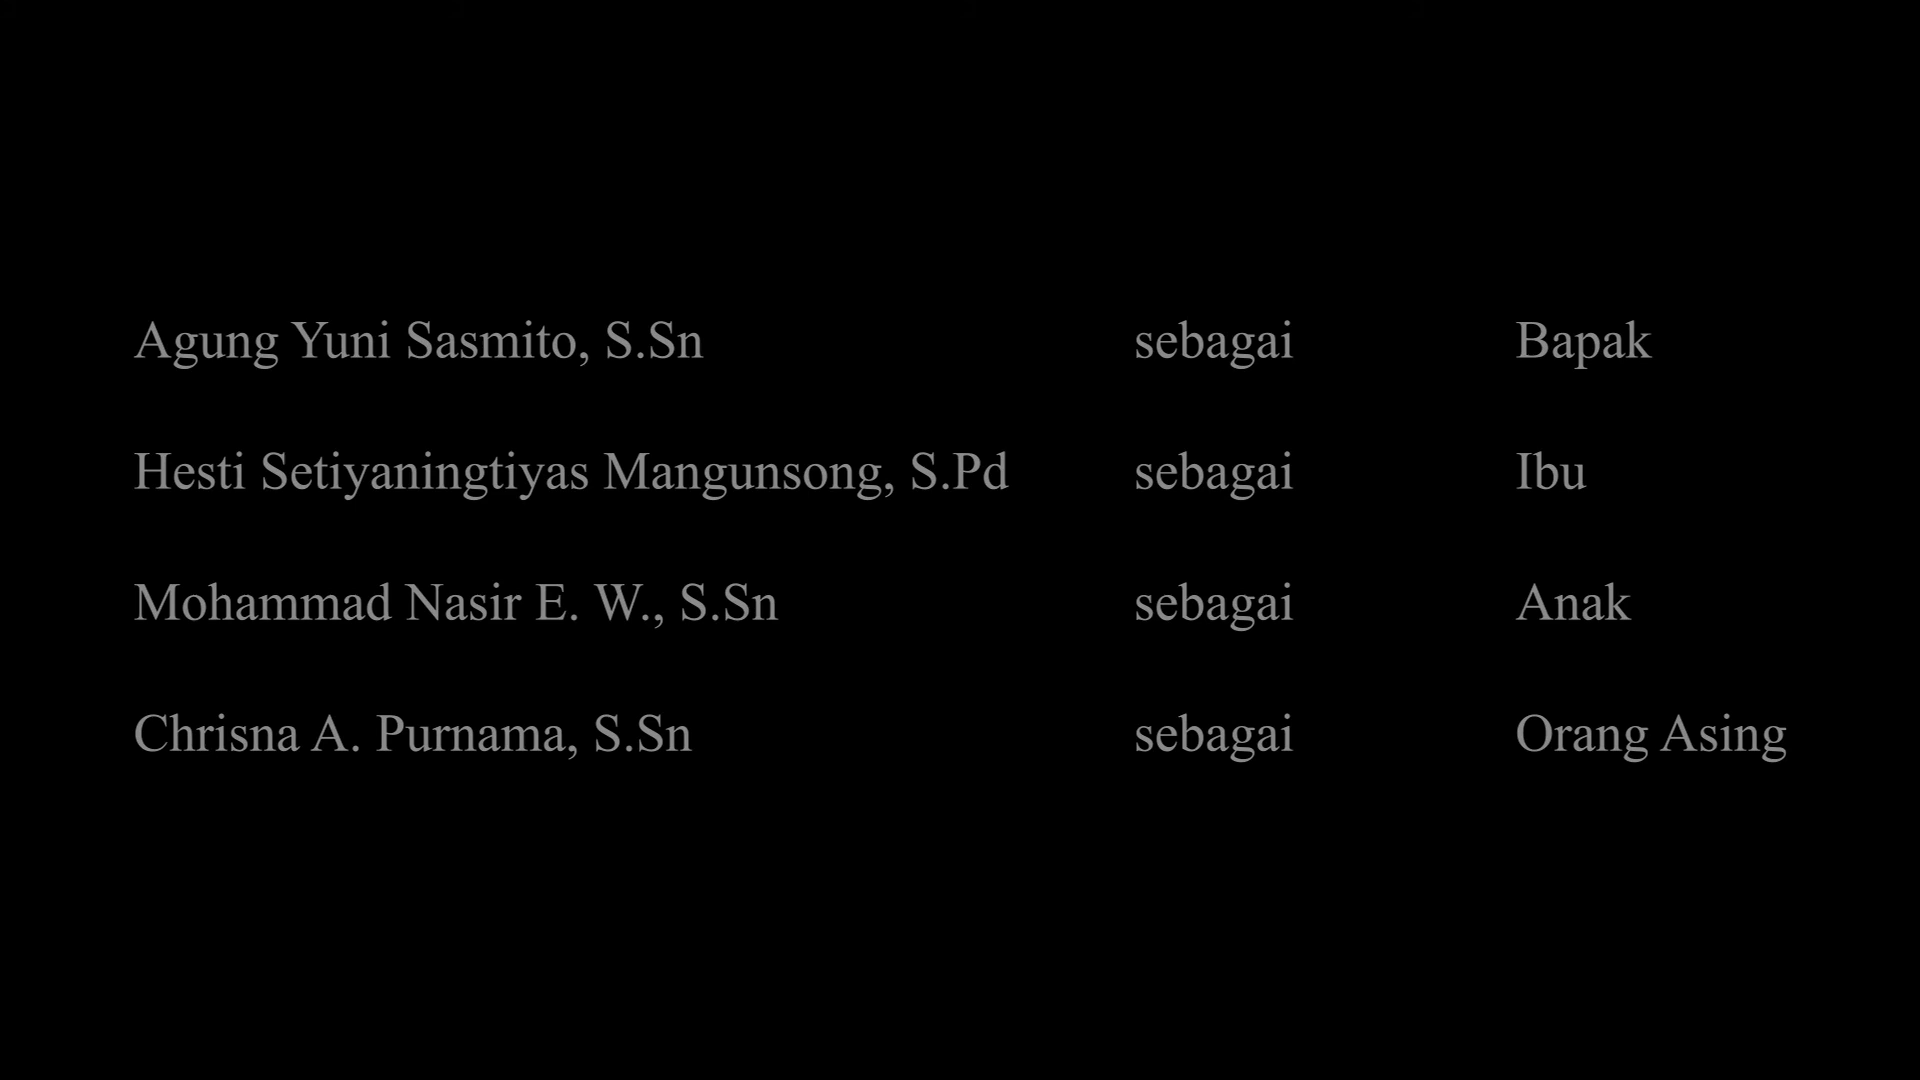 Agung Yuni Sasmito, S.Sn sebagai Bapak
Hesti Setiyaningtiyas Mangunsong, S.Pd sebagai Ibu
Mohammad Nasir E. W., S.Sn sebagai Anak
Chrisna A. Purnama, S.Sn sebagai Orang Asing